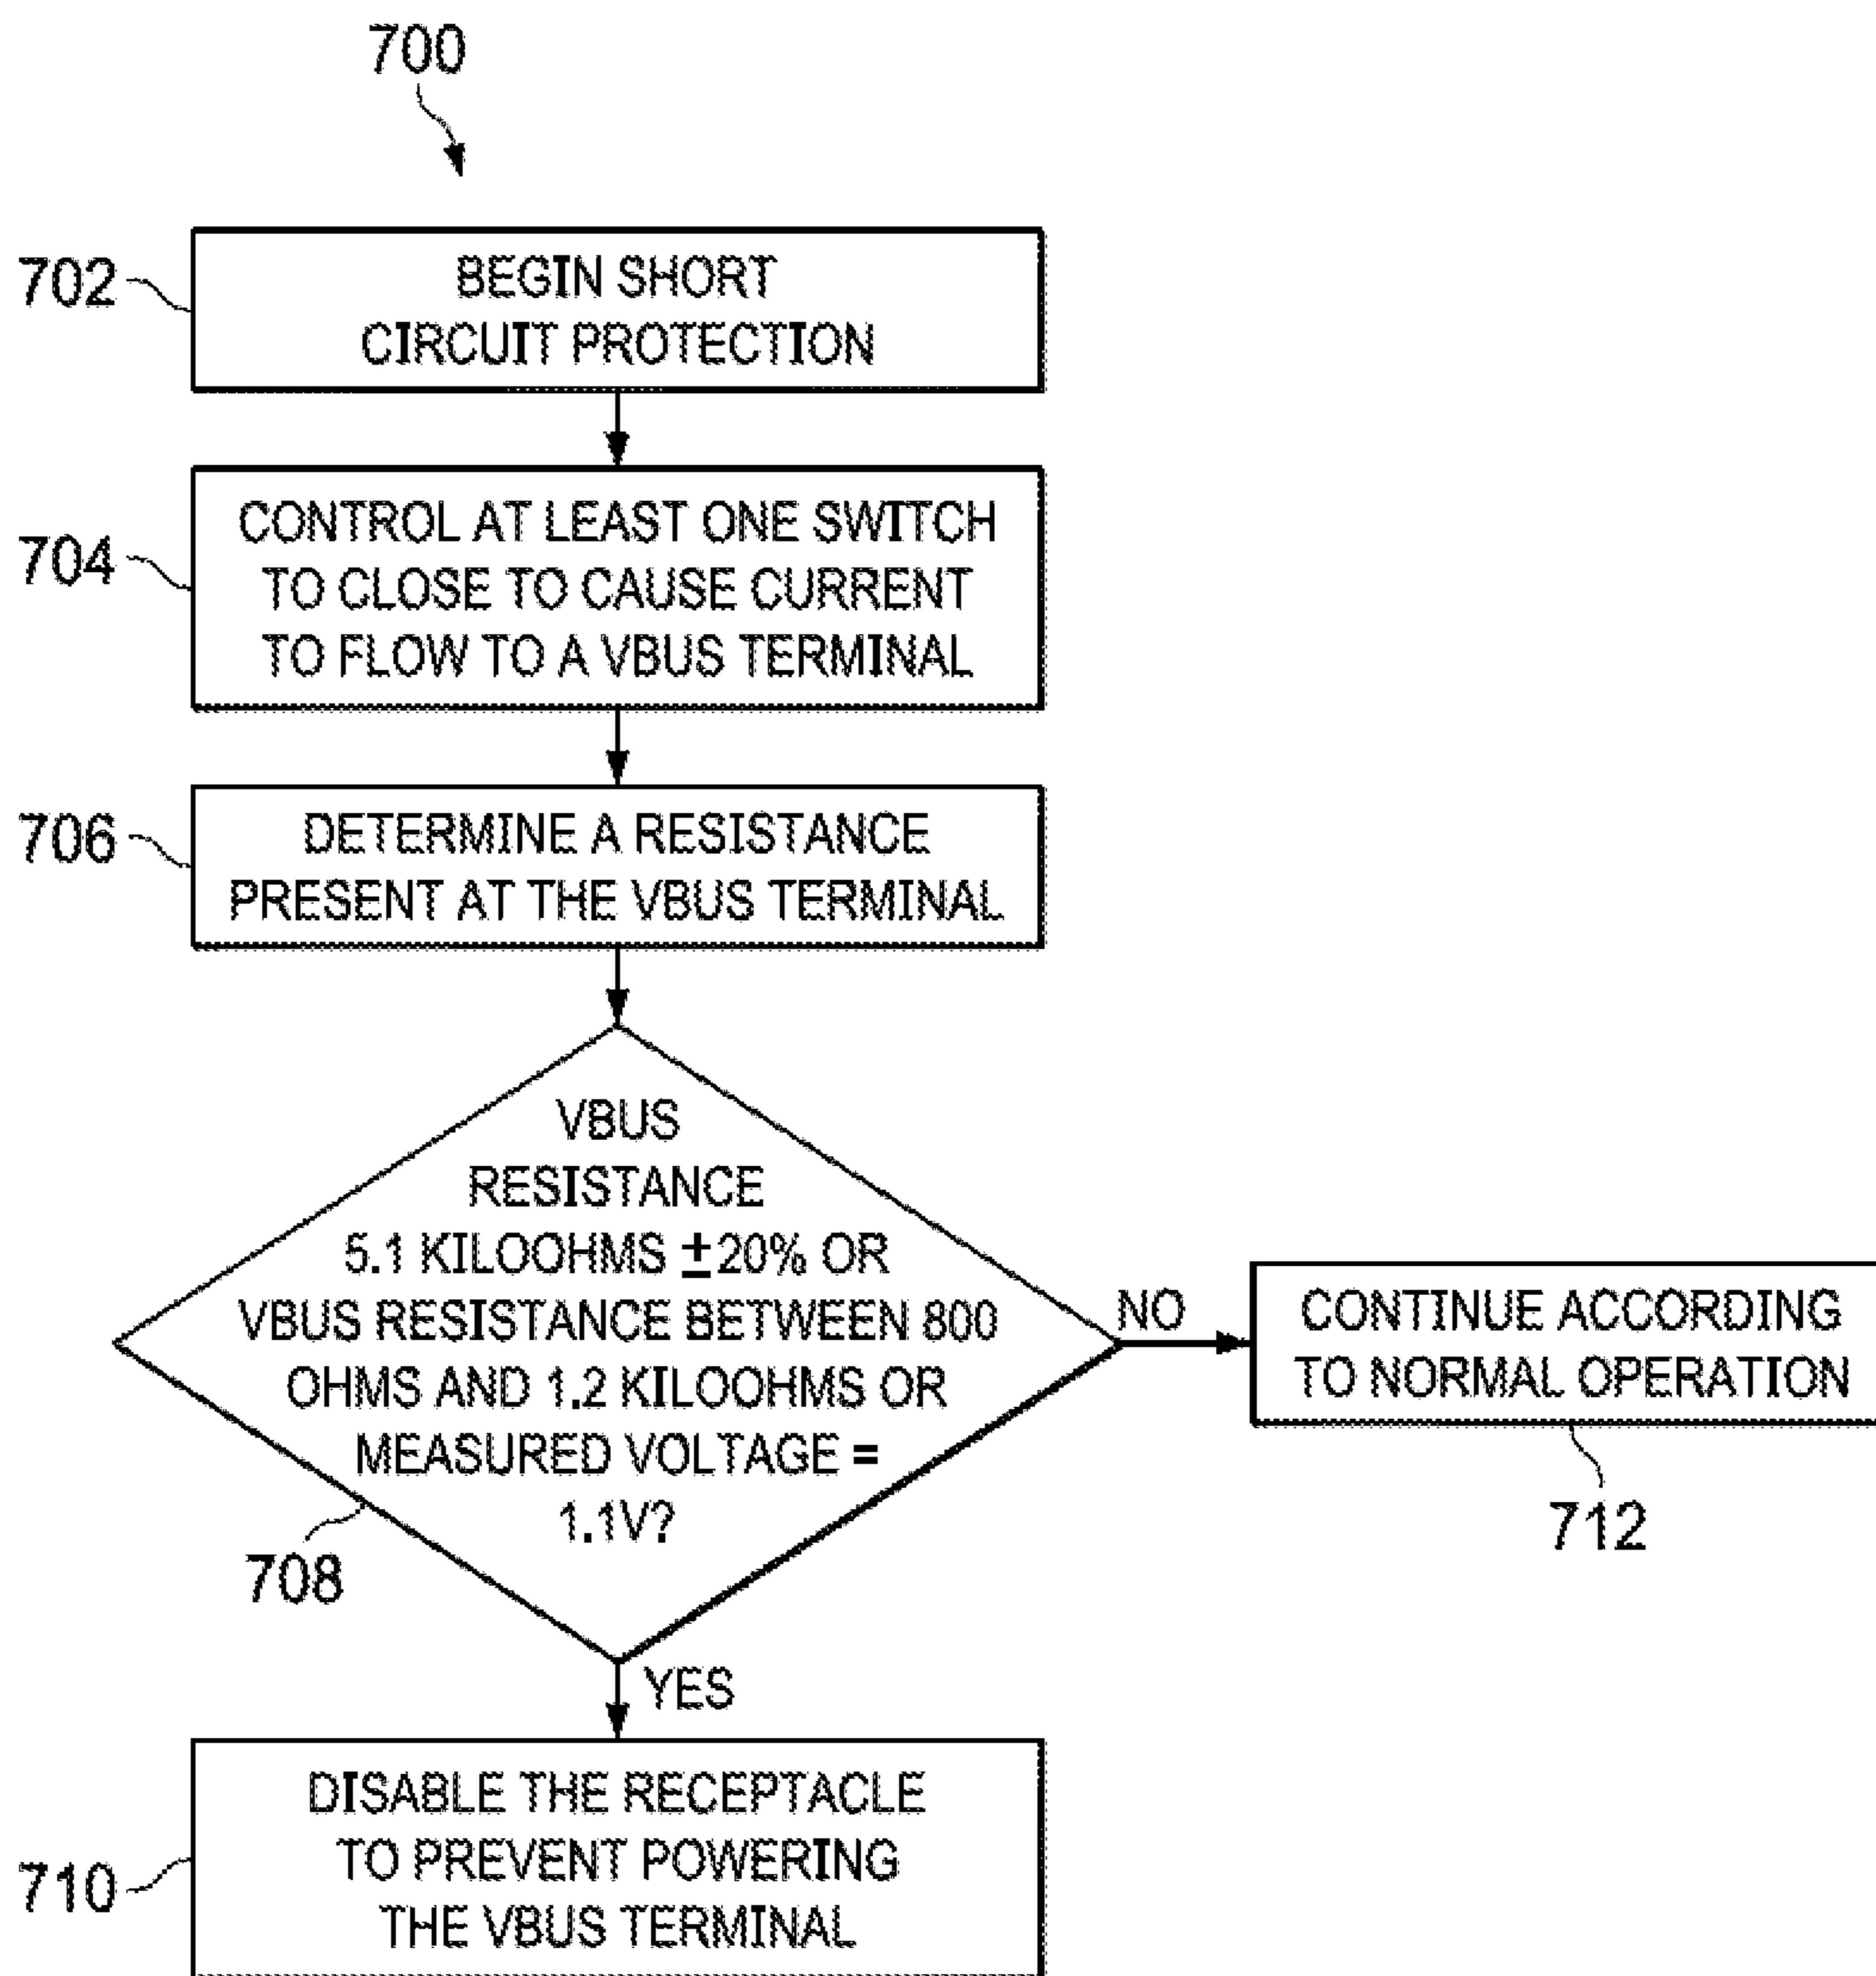 700
702
BEGIN SHORT
CIRCUIT PROTECTION
704
CONTROL AT LEAST ONE SWITCH
TO CLOSE TO CAUSE CURRENT
TO FLOW TO A VBUS TERMINAL
706
DETERMINE A RESISTANCE
PRESENT AT THE VBUS TERMINAL
VBUS
RESISTANCE
5.1 KILOOHMS ±20% OR
VBUS RESISTANCE BETWEEN 800
OHMS AND 1.2 KILOOHMS OR
MEASURED VOLTAGE =
1.1V?
708
NO
CONTINUE ACCORDING
TO NORMAL OPERATION
712
YES
710
DISABLE THE RECEPTACLE
TO PREVENT POWERING
THE VBUS TERMINAL